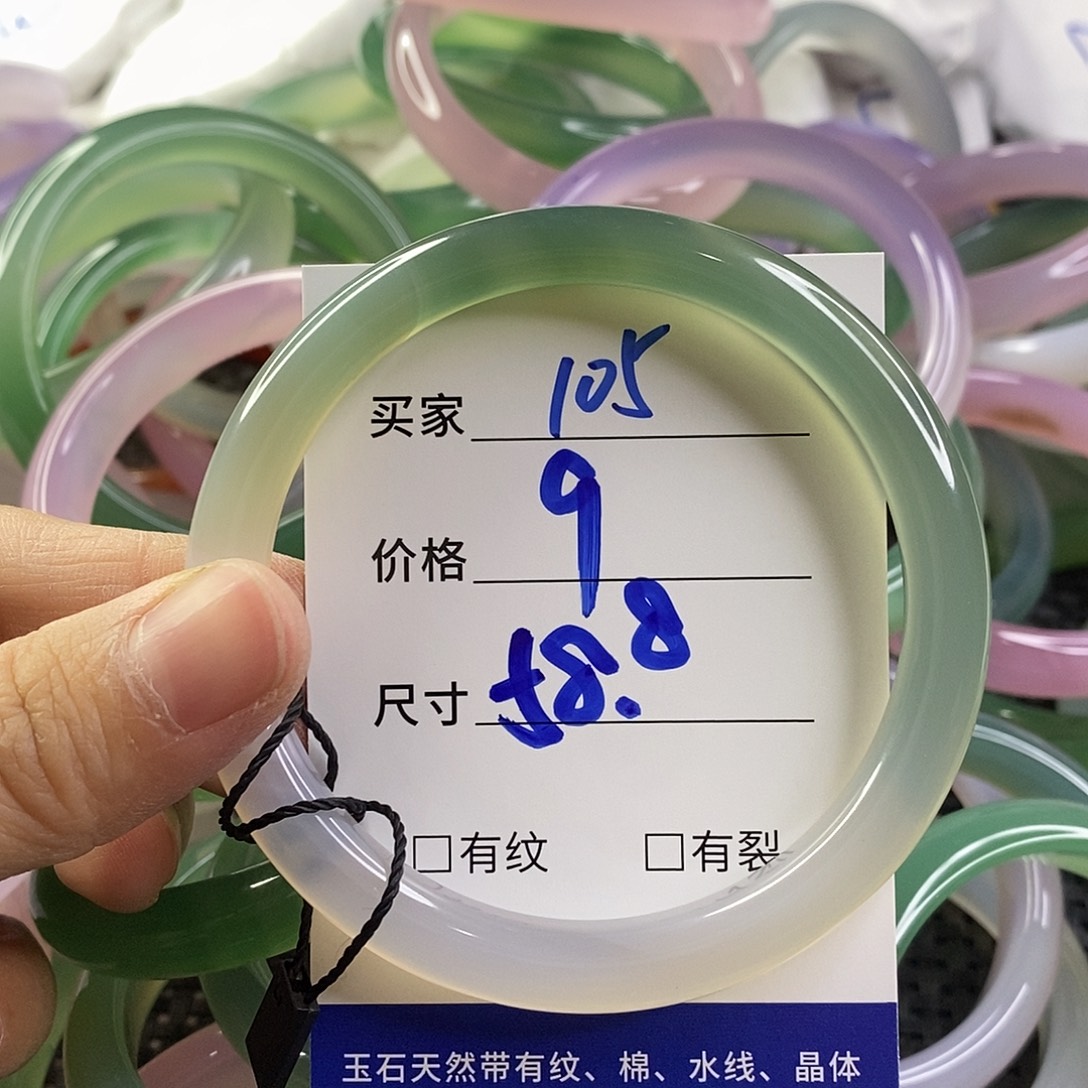 买家 105
价格 9
尺寸 58.8
□有纹 □有裂
玉石天然带有纹、棉、水线、晶体